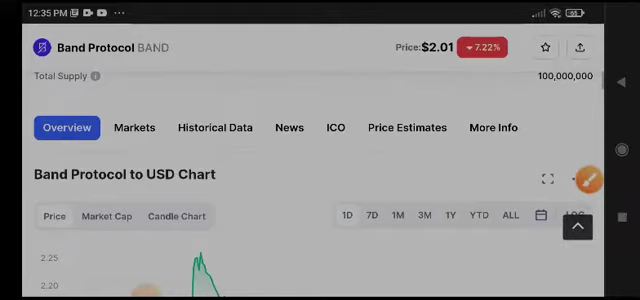 12:35 PM
Band Protocol BAND
Price:$2.01 7.22%
Total Supply 100,000,000
Overview Markets Historical Data News ICO Price Estimates More Info
Band Protocol to USD Chart
Price Market Cap Candle Chart 1D 7D 1M 3M 1Y YTD ALL LOG
2.25
2.20